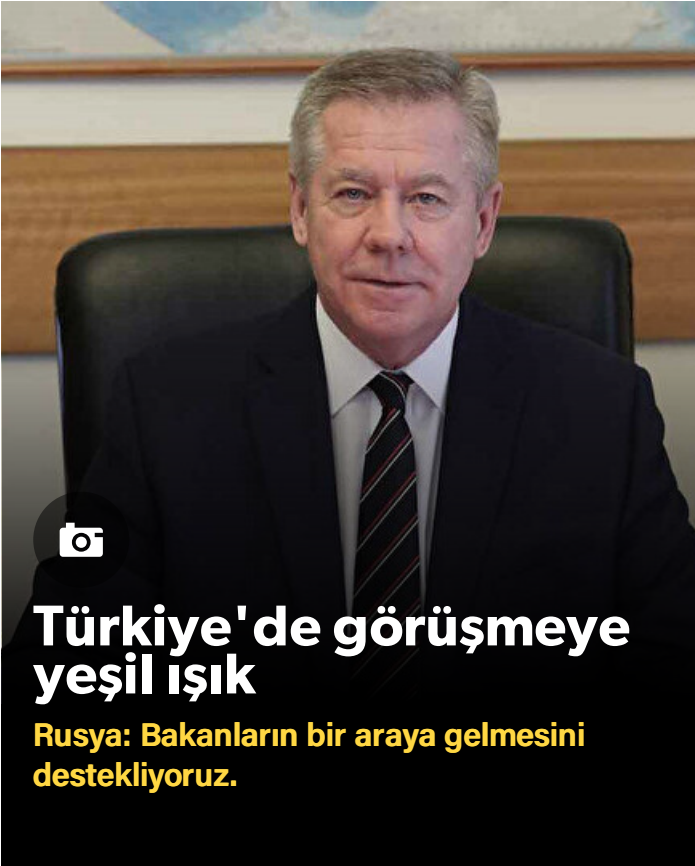 Türkiye'de görüşmeye
yeşil ışık
Rusya: Bakanların bir araya gelmesini
destekliyoruz.